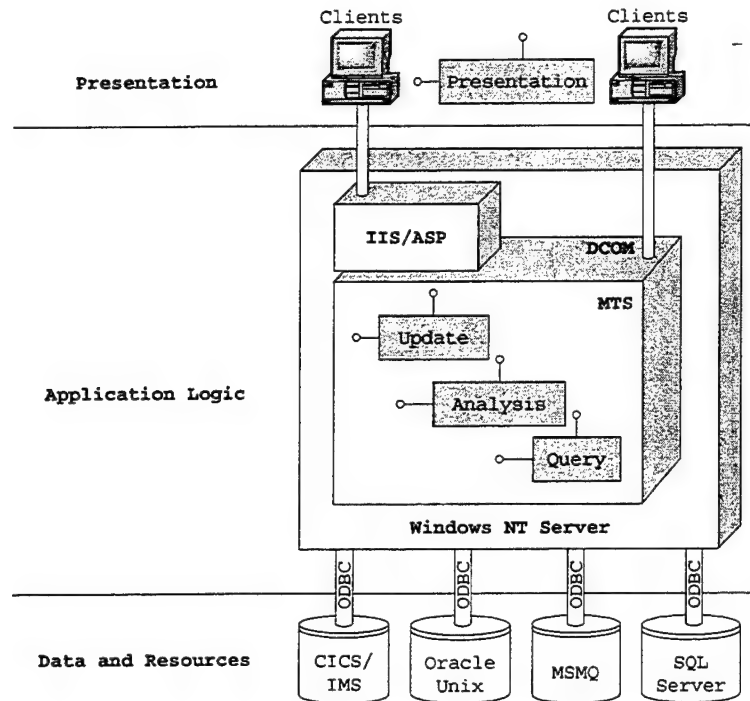 Clients
Clients
Presentation
Presentation
IIS/ASP
DCOM
MTS
Update
Application Logic
Analysis
Query
Windows NT Server
ODBC
ODBC
ODBC
ODBC
Data and Resources
CICS/
IMS
Oracle
Unix
MSMQ
SQL
Server